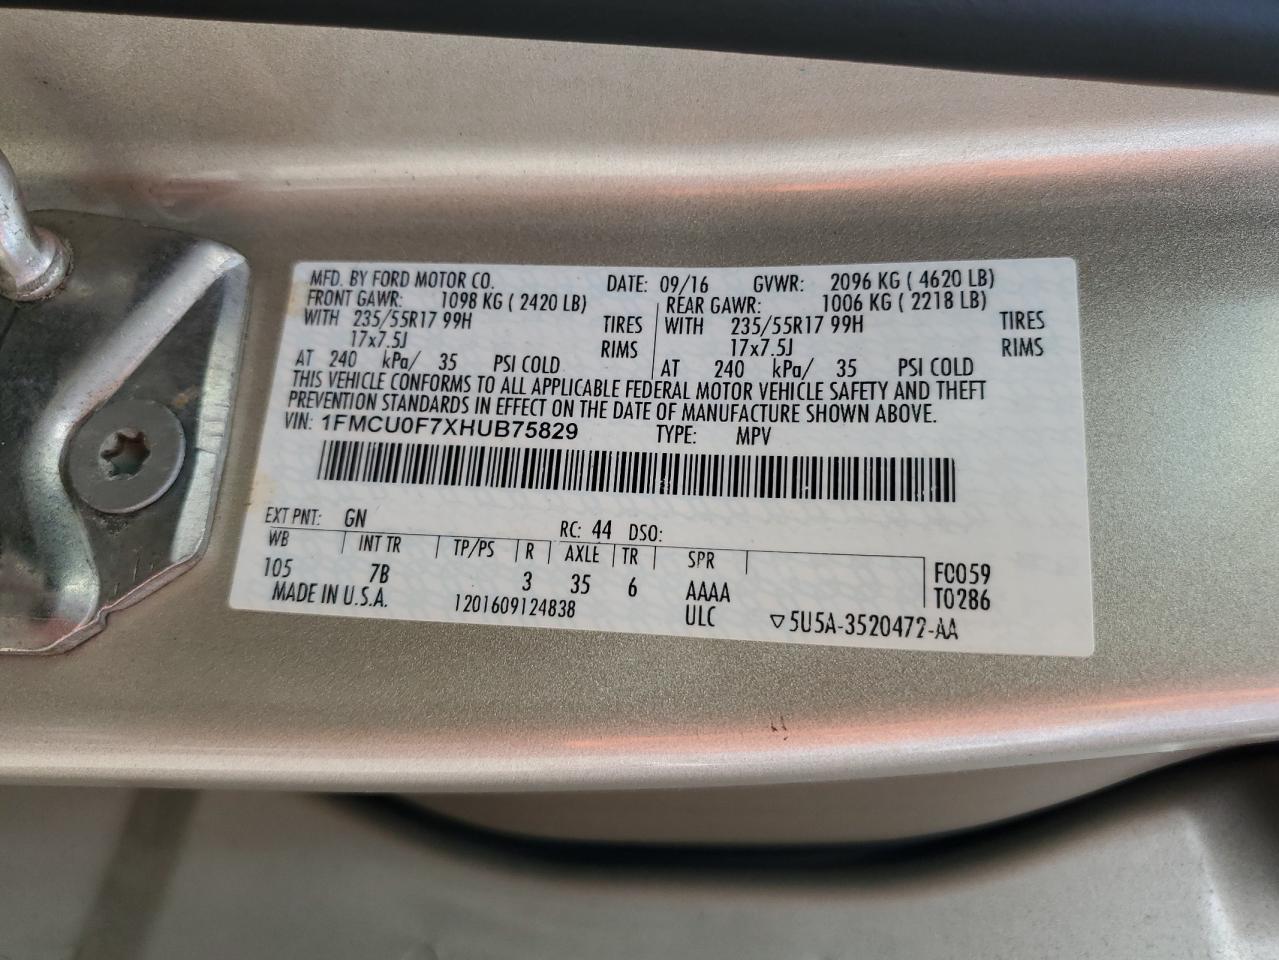 MFD. BY FORD MOTOR CO. DATE: 09/16 GVWR: 2096 KG ( 4620 LB)
FRONT GAWR: 1098 KG ( 2420 LB) REAR GAWR: 1006 KG ( 2218 LB)
WITH 235/55R17 99H TIRES WITH 235/55R17 99H TIRES
17x7.5J RIMS 17x7.5J RIMS
AT 240 kPa/ 35 PSI COLD AT 240 kPa/ 35 PSI COLD
THIS VEHICLE CONFORMS TO ALL APPLICABLE FEDERAL MOTOR VEHICLE SAFETY AND THEFT
PREVENTION STANDARDS IN EFFECT ON THE DATE OF MANUFACTURE SHOWN ABOVE.
VIN: 1FMCU0F7XHUB75829 TYPE: MPV
EXT PNT: GN RC: 44 DSO:
WB INT TR TP/PS R AXLE TR SPR
105 7B 3 35 6 AAAA F0059
MADE IN U.S.A. 1201609124838 ULC T0286
▽5U5A-3520472-AA